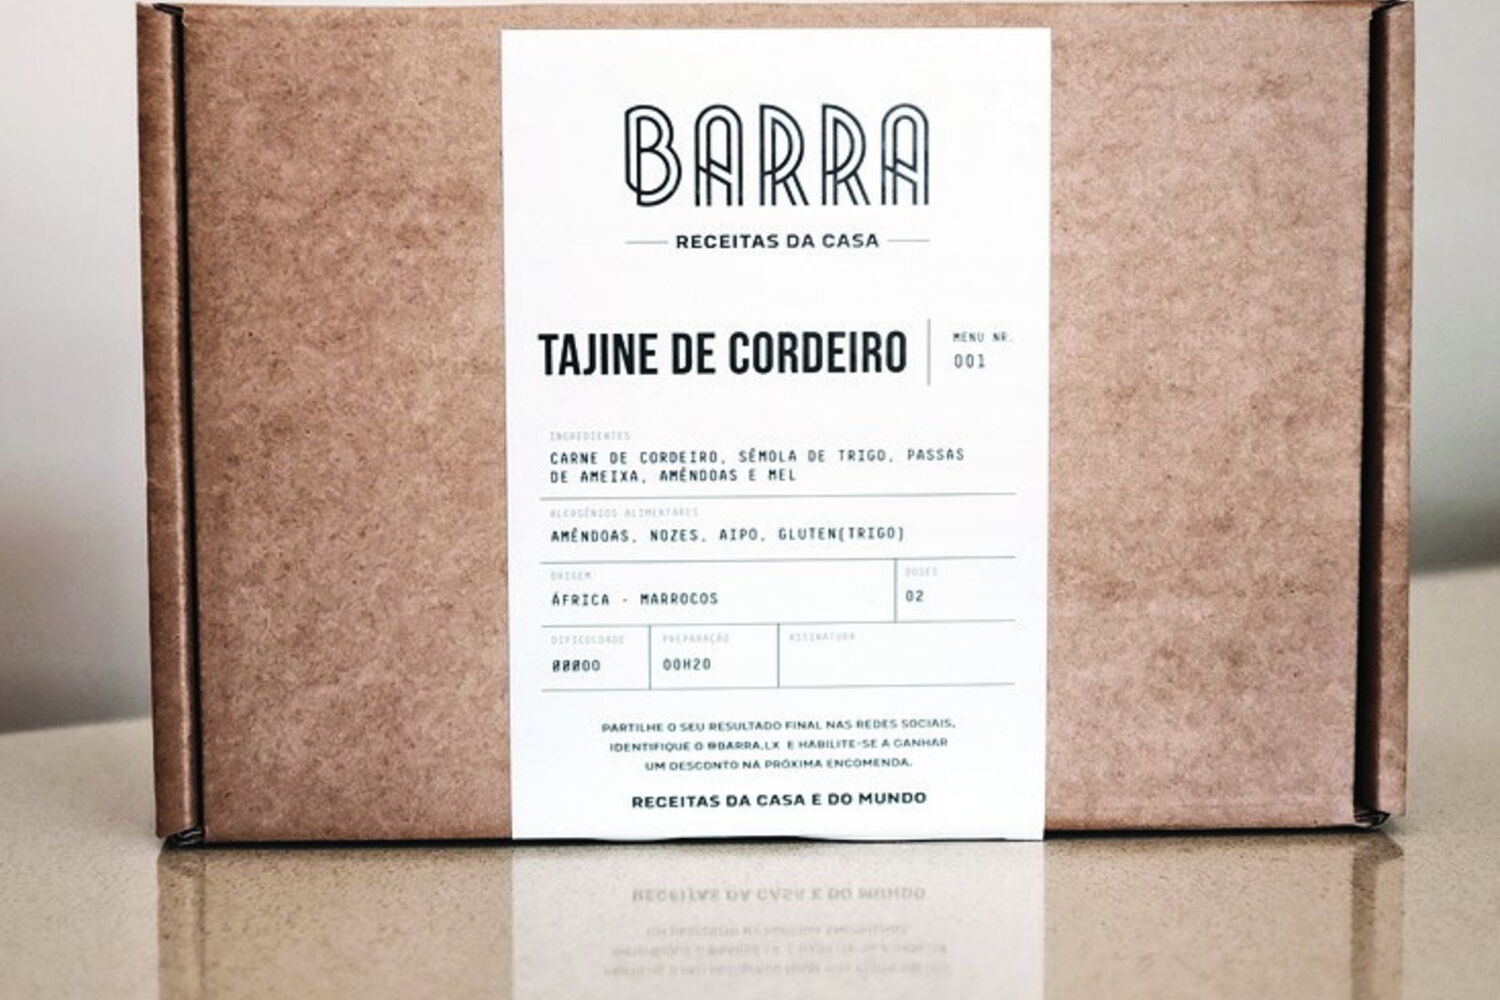 BARRA
RECEITAS DA CASA
TAJINE DE CORDEIRO
MENU NR.
001
INGREDIENTES
CARNE DE CORDEIRO, SÊMOLA DE TRIGO, PASSAS
DE AMEIXA, AMÊNDOAS E MEL
ALERGÊNIOS ALIMENTARES
AMÊNDOAS, NOZES, AIPO, GLUTEN(TRIGO)
ORIGEM
ÁFRICA - MARROCOS
DOSES
02
DIFICULDADE
00000
PREPARAÇÃO
00H20
ASSINATURA
PARTILHE O SEU RESULTADO FINAL NAS REDES SOCIAIS,
IDENTIFIQUE O @BARRA.LX E HABILITE-SE A GANHAR
UM DESCONTO NA PRÓXIMA ENCOMENDA.
RECEITAS DA CASA E DO MUNDO